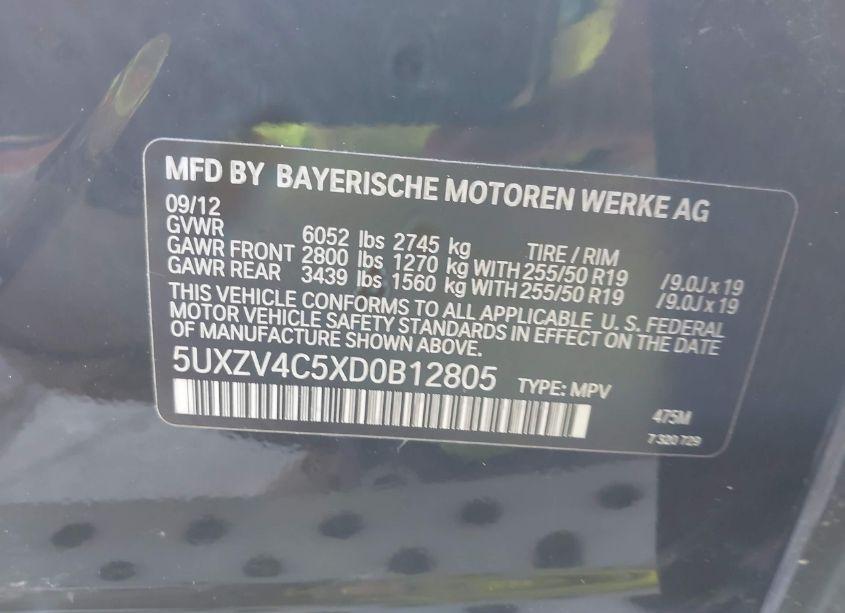 MFD BY BAYERISCHE MOTOREN WERKE AG
09/12
GVWR 6052 lbs 2745 kg TIRE / RIM
GAWR FRONT 2800 lbs 1270 kg WITH 255/50 R19 /9.0J x 19
GAWR REAR 3439 lbs 1560 kg WITH 255/50 R19 /9.0J x 19
THIS VEHICLE CONFORMS TO ALL APPLICABLE U. S. FEDERAL
MOTOR VEHICLE SAFETY STANDARDS IN EFFECT ON THE DATE
OF MANUFACTURE SHOWN ABOVE.
5UXZV4C5XD0B12805 TYPE: MPV
475M
7 320 729